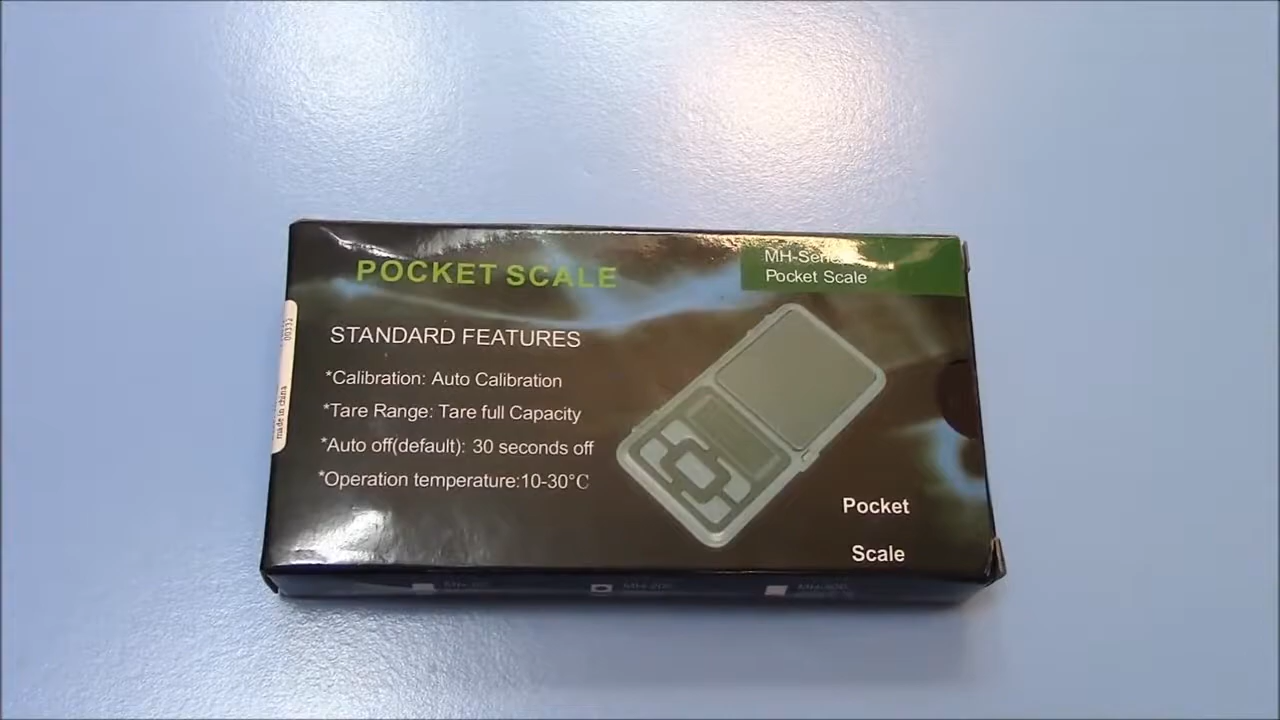 POCKET SCALE
MH-Series
Pocket Scale
STANDARD FEATURES
*Calibration: Auto Calibration
*Tare Range: Tare full Capacity
*Auto off(default): 30 seconds off
*Operation temperature:10-30°C
Pocket
Scale
made in china
00332